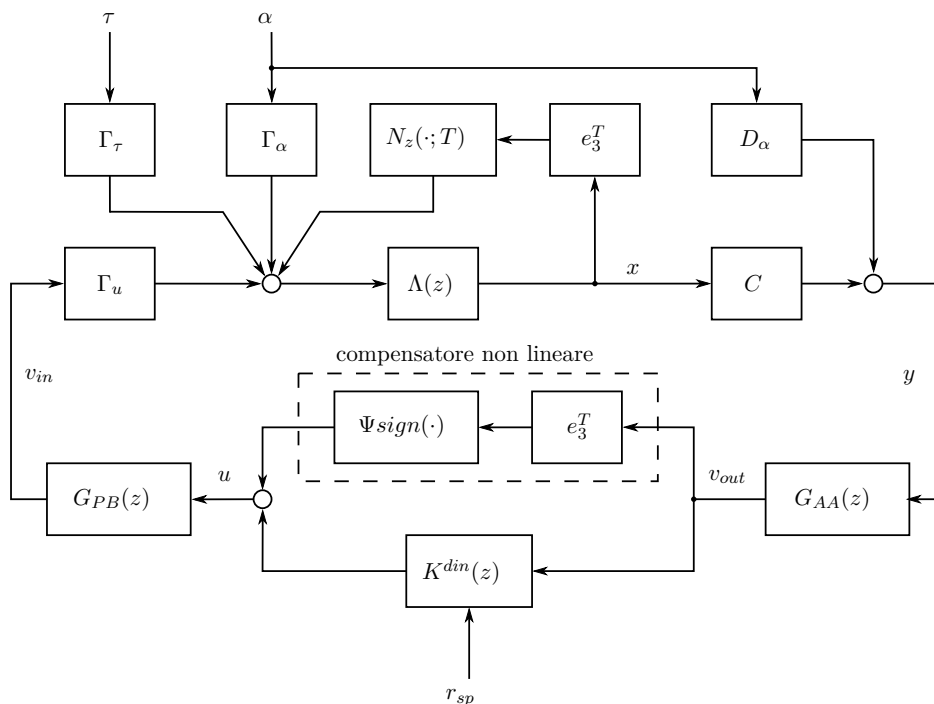 τ α
Γ_τ Γ_α N_z(·; T) e_3^T D_α
Γ_u Λ(z) x C
compensatore non lineare
v_in y
Ψsign(·) e_3^T
u v_out
G_PB(z) G_AA(z)
K^din(z)
r_sp